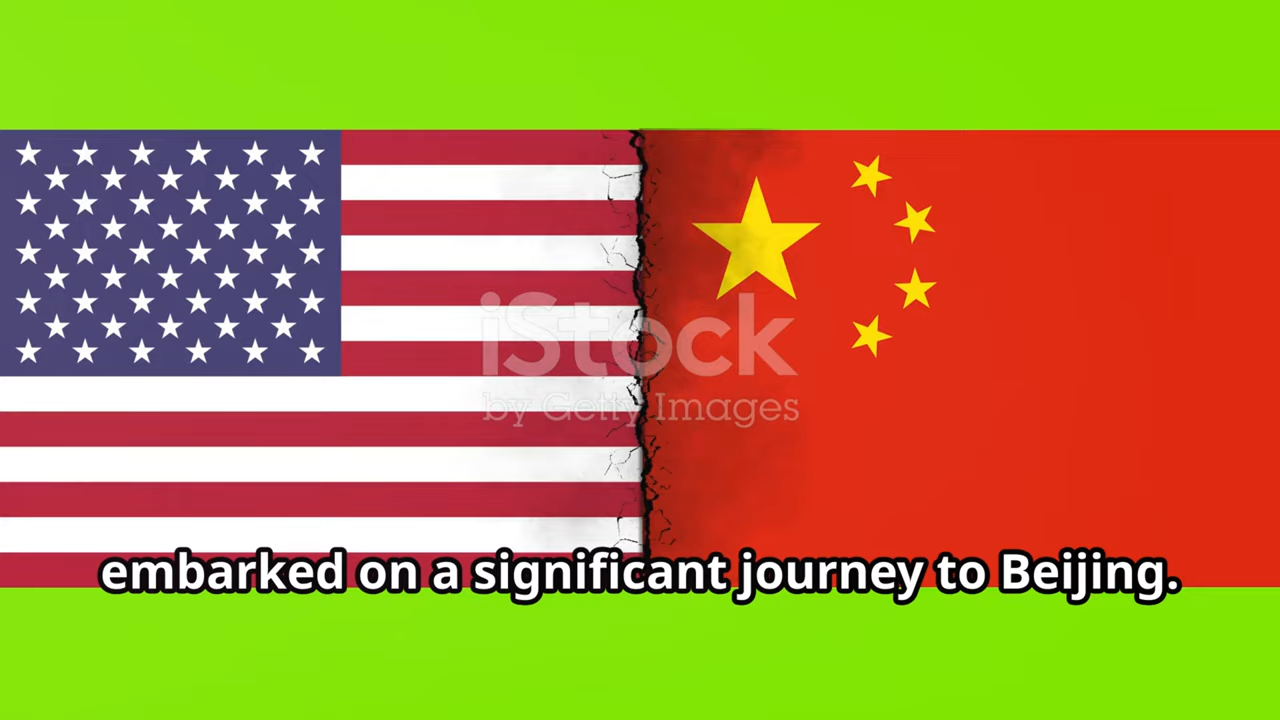 iStock
by Getty Images
embarked on a significant journey to Beijing.